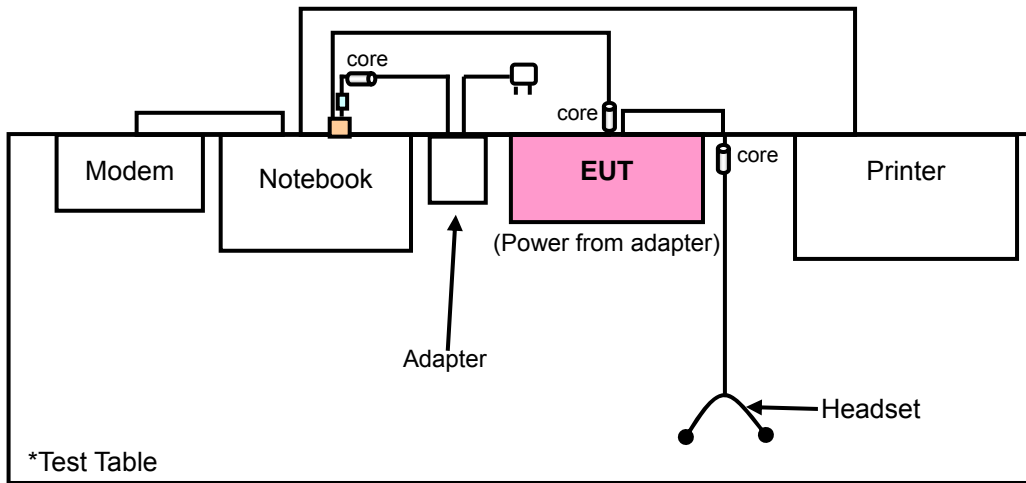 core
core
core
Modem
Notebook
EUT
Printer
(Power from adapter)
Adapter
Headset
*Test Table